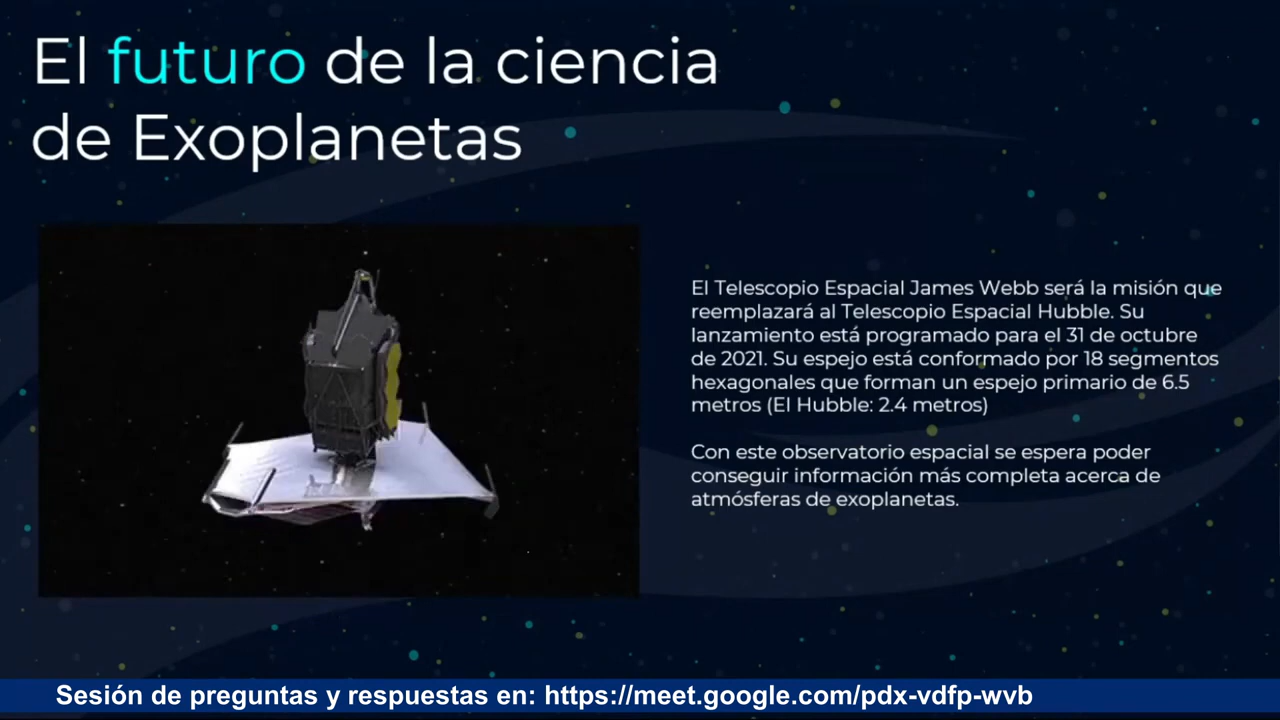 El futuro de la ciencia
de Exoplanetas
El Telescopio Espacial James Webb será la misión que
reemplazará al Telescopio Espacial Hubble. Su
lanzamiento está programado para el 31 de octubre
de 2021. Su espejo está conformado por 18 segmentos
hexagonales que forman un espejo primario de 6.5
metros (El Hubble: 2.4 metros)
Con este observatorio espacial se espera poder
conseguir información más completa acerca de
atmósferas de exoplanetas.
Sesión de preguntas y respuestas en: https://meet.google.com/pdx-vdfp-wvb